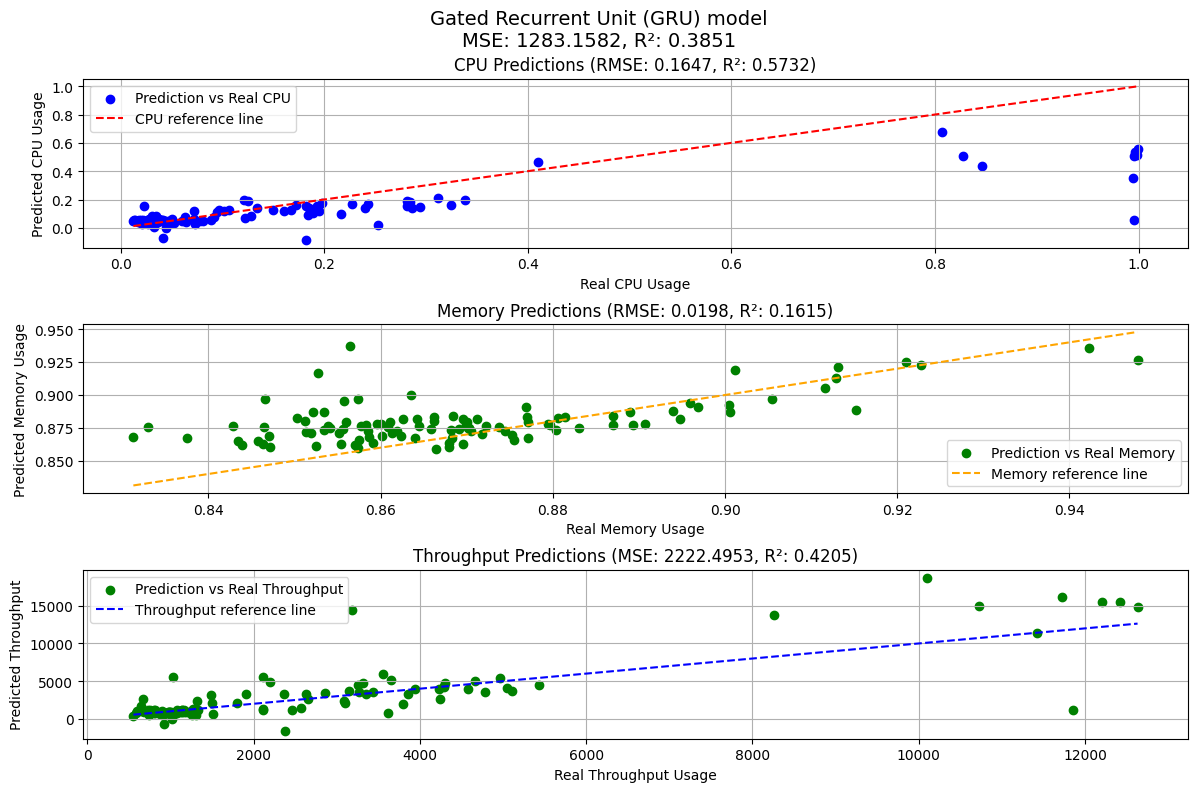 Gated Recurrent Unit (GRU) model
MSE: 1283.1582, R²: 0.3851
CPU Predictions (RMSE: 0.1647, R²: 0.5732)
Predicted CPU Usage
1.0
0.8
0.6
0.4
0.2
0.0
Prediction vs Real CPU
CPU reference line
0.0 0.2 0.4 0.6 0.8 1.0
Real CPU Usage
Memory Predictions (RMSE: 0.0198, R²: 0.1615)
Predicted Memory Usage
0.950
0.925
0.900
0.875
0.850
Prediction vs Real Memory
Memory reference line
0.84 0.86 0.88 0.90 0.92 0.94
Real Memory Usage
Throughput Predictions (MSE: 2222.4953, R²: 0.4205)
Predicted Throughput
15000
10000
5000
0
Prediction vs Real Throughput
Throughput reference line
0 2000 4000 6000 8000 10000 12000
Real Throughput Usage